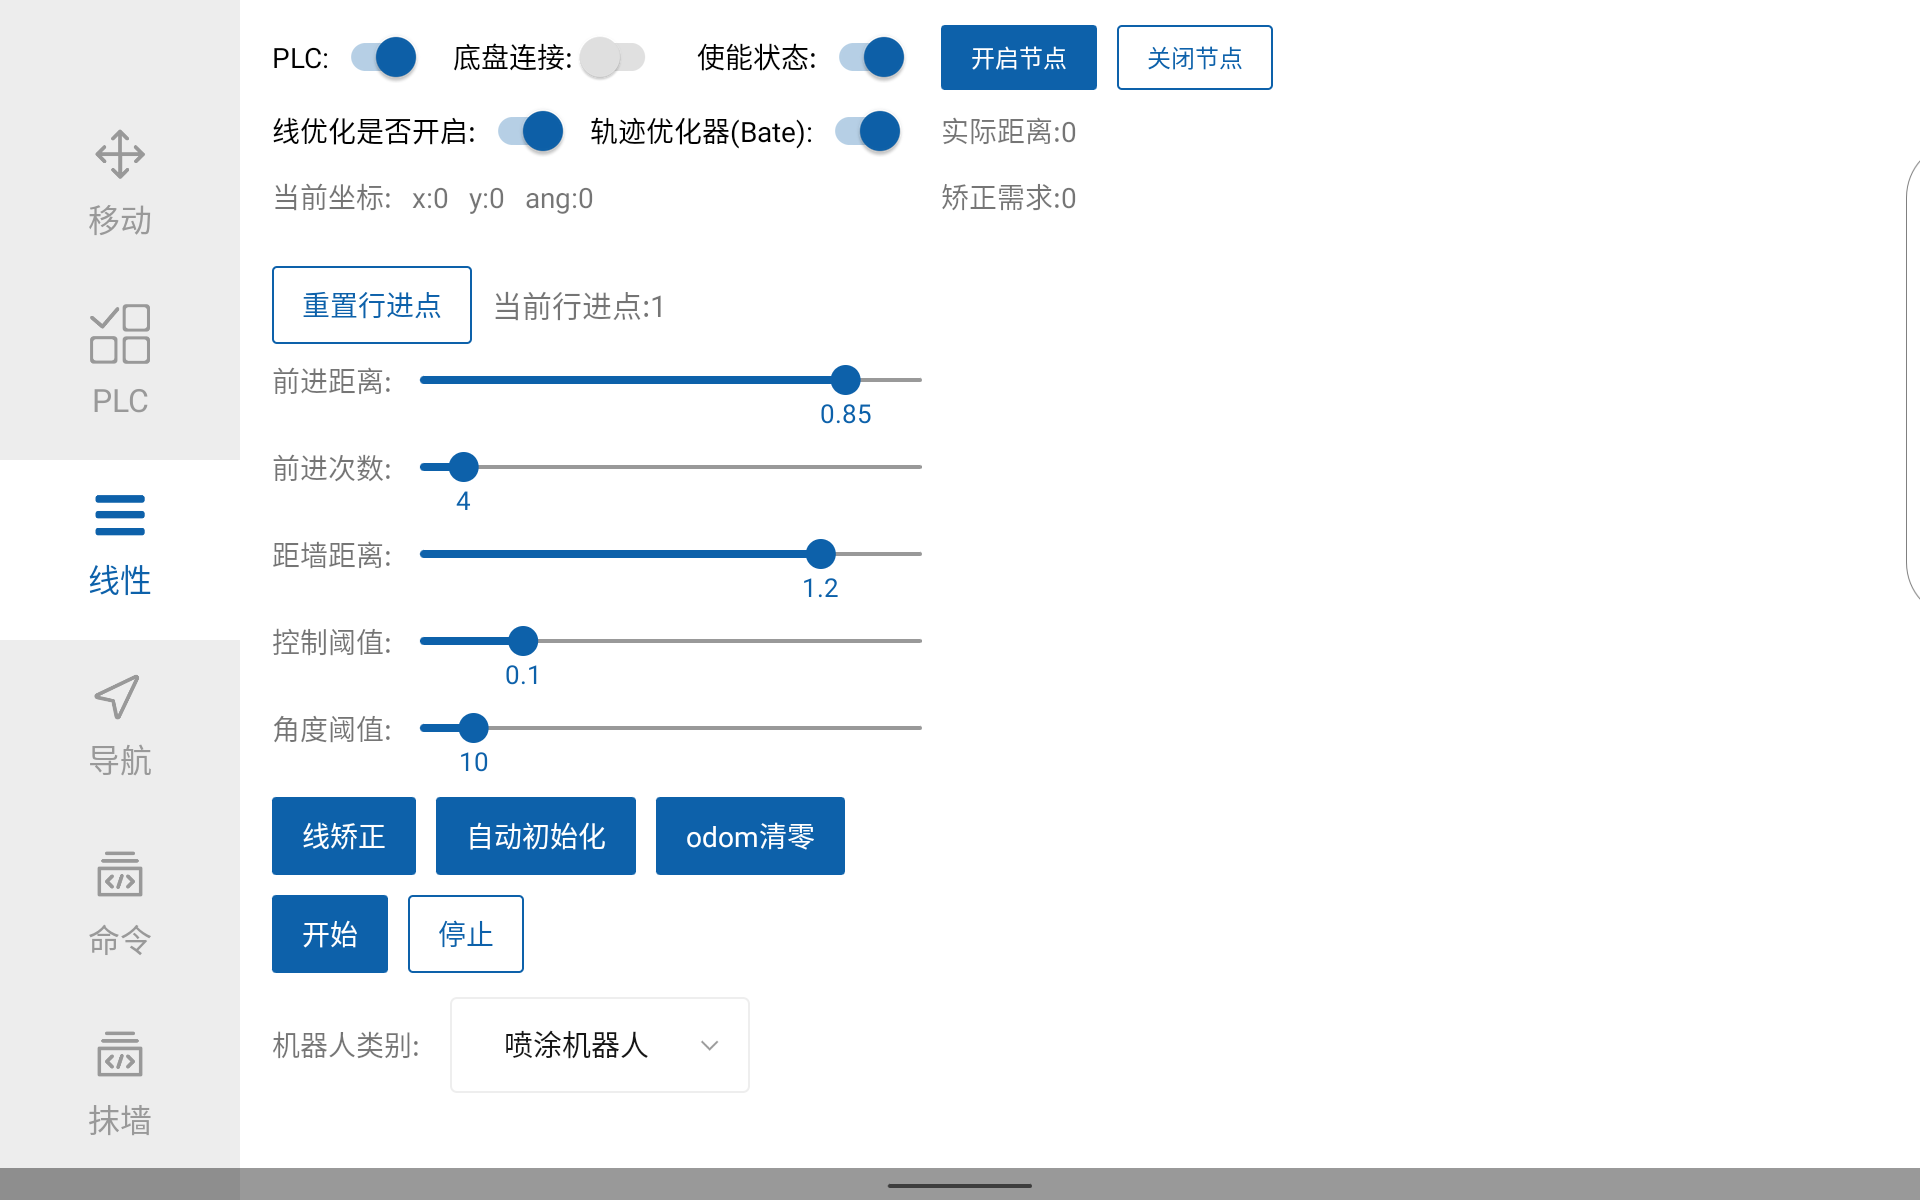 PLC: 底盘连接: 使能状态: 开启节点 关闭节点
线优化是否开启: 轨迹优化器(Bate): 实际距离:0
当前坐标: x:0 y:0 ang:0 矫正需求:0
重置行进点 当前行进点:1
前进距离:
0.85
前进次数:
4
距墙距离:
1.2
控制阈值:
0.1
角度阈值:
10
线矫正 自动初始化 odom清零
开始 停止
机器人类别: 喷涂机器人
移动
PLC
线性
导航
命令
抹墙